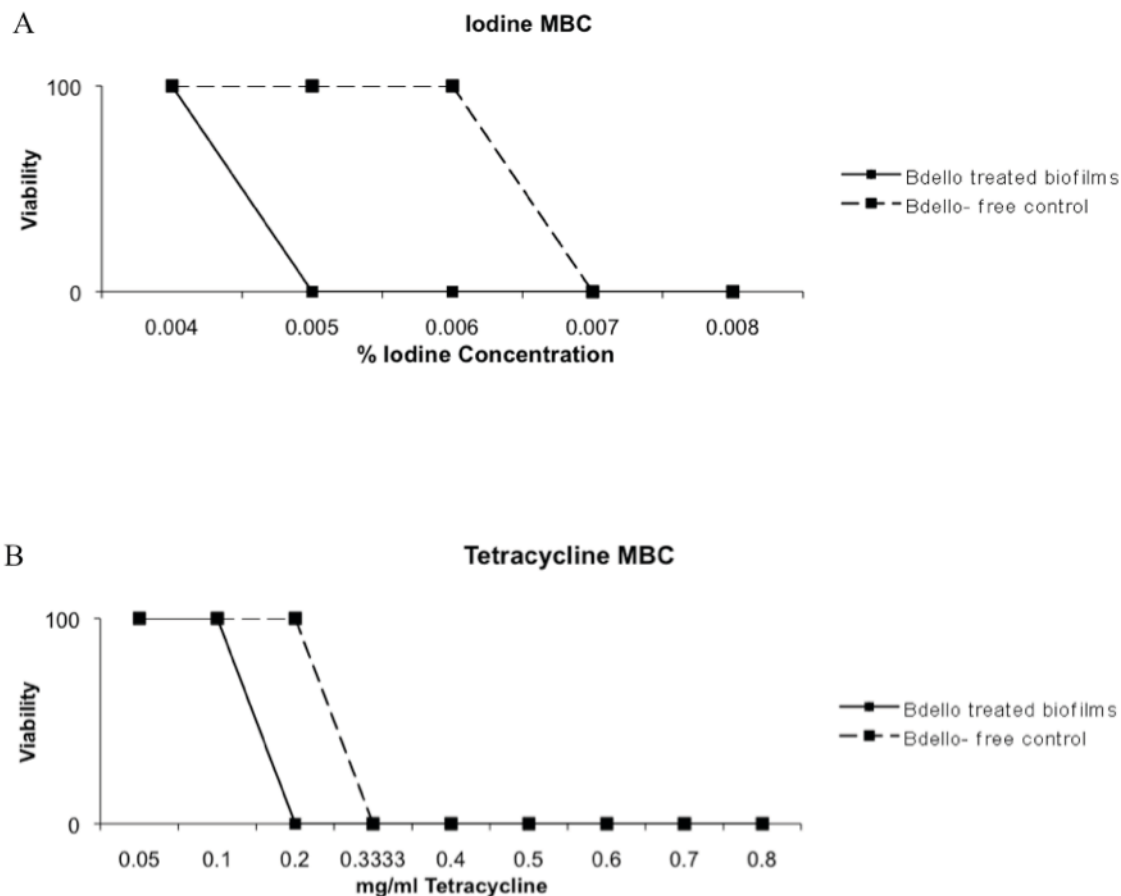 A
Iodine MBC
100
Viability
0
0.004 0.005 0.006 0.007 0.008
% Iodine Concentration
Bdello treated biofilms
Bdello- free control
B
Tetracycline MBC
100
Viability
0
0.05 0.1 0.2 0.3333 0.4 0.5 0.6 0.7 0.8
mg/ml Tetracycline
Bdello treated biofilms
Bdello- free control